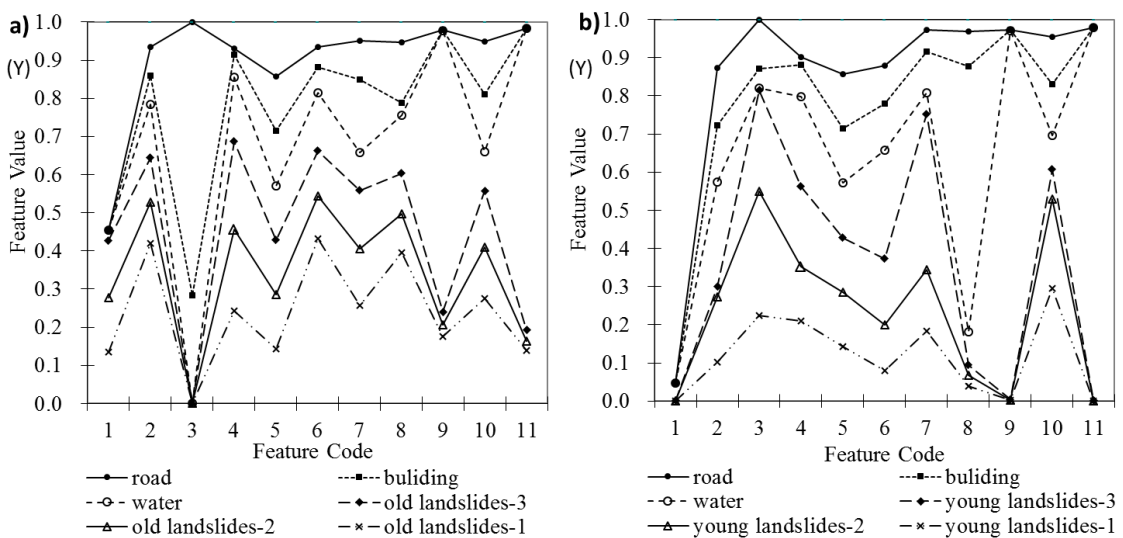 a)
(Y)
Feature Value
1.0
0.9
0.8
0.7
0.6
0.5
0.4
0.3
0.2
0.1
0.0
1 2 3 4 5 6 7 8 9 10 11
Feature Code
road buliding
water old landslides-3
old landslides-2 old landslides-1
b)
(Y)
Feature Value
1.0
0.9
0.8
0.7
0.6
0.5
0.4
0.3
0.2
0.1
0.0
1 2 3 4 5 6 7 8 9 10 11
Feature Code
road buliding
water young landslides-3
young landslides-2 young landslides-1